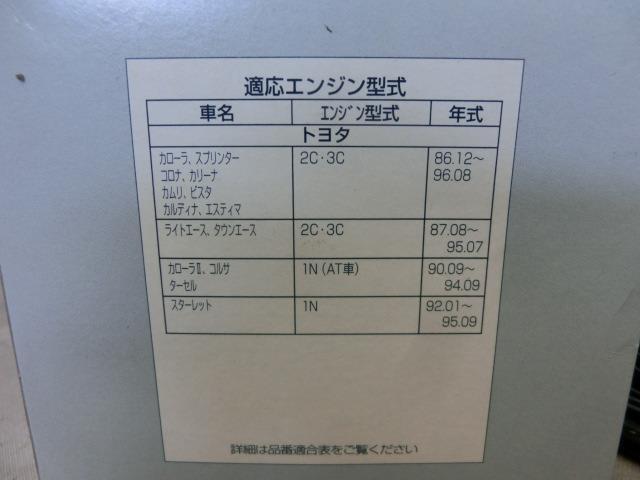 適応エンジン型式
車名 エンジン型式 年式
トヨタ
カローラ、スプリンター 2C・3C 86.12～
コロナ、カリーナ 96.08
カムリ、ビスタ
カルディナ、エスティマ
ライトエース、タウンエース 2C・3C 87.08～
95.07
カローラⅡ、コルサ 1N(AT車) 90.09～
ターセル 94.09
スターレット 1N 92.01～
95.09
詳細は品番適合表をご覧ください